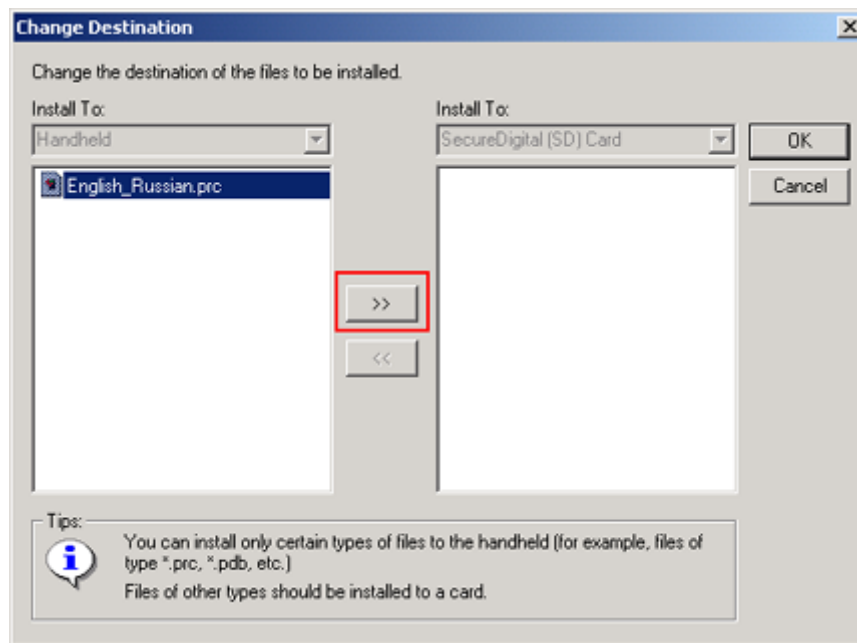 Change Destination
Change the destination of the files to be installed.
Install To:
Install To:
Handheld
SecureDigital (SD) Card
OK
English_Russian.prc
Cancel
>>
<<
Tips:
You can install only certain types of files to the handheld (for example, files of
type *.prc, *.pdb, etc.)
Files of other types should be installed to a card.